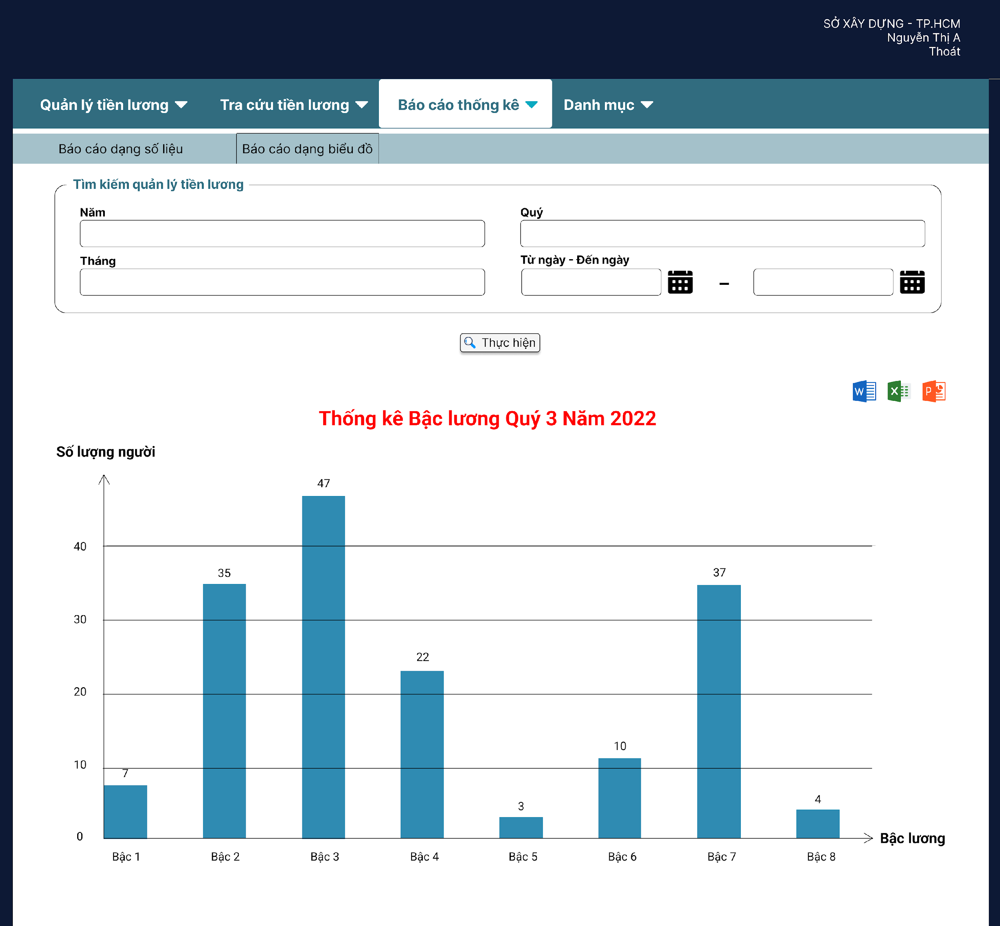 SỞ XÂY DỰNG - TP.HCM
Nguyễn Thị A
Thoát
Quản lý tiền lương Tra cứu tiền lương Báo cáo thống kê Danh mục
Báo cáo dạng số liệu Báo cáo dạng biểu đồ
Tìm kiếm quản lý tiền lương
Năm Quý
Tháng Từ ngày - Đến ngày
–
Thực hiện
W X P
Thống kê Bậc lương Quý 3 Năm 2022
Số lượng người
47
40
35 37
30
22
20
10
10
7
3 4
0
Bậc lương
Bậc 1 Bậc 2 Bậc 3 Bậc 4 Bậc 5 Bậc 6 Bậc 7 Bậc 8